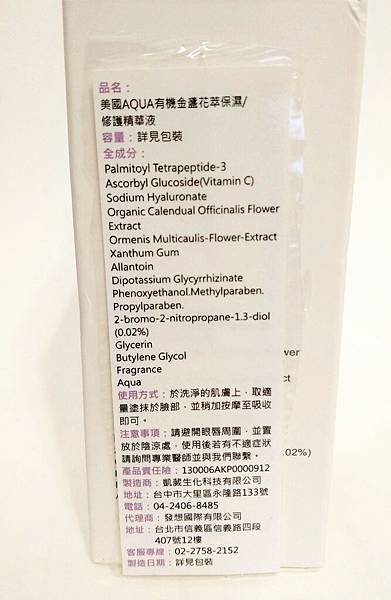 品名：
美國AQUA有機金盞花萃保濕/
修護精華液
容量：詳見包裝
全成分：
Palmitoyl Tetrapeptide-3
Ascorbyl Glucoside(Vitamin C)
Sodium Hyaluronate
Organic Calendual Officinalis Flower
Extract
Ormenis Multicaulis-Flower-Extract
Xanthum Gum
Allantoin
Dipotassium Glycyrrhizinate
Phenoxyethanol.Methylparaben.
Propylparaben.
2-bromo-2-nitropropane-1.3-diol
(0.02%)
Glycerin
Butylene Glycol
Fragrance
Aqua
使用方式：於洗淨的肌膚上，取適
量塗抹於臉部，並稍加按摩至吸收
即可。
注意事項：請避開眼唇周圍，並置
放於陰涼處，使用後若有不適症狀
請詢問專業醫師並與我們聯繫。
產品責任險：130006AKP0000912
製造商：凱葳生化科技有限公司
地址：台中市大里區永隆路133號
電話：04-2406-8485
代理商：發想國際有限公司
地址：台北市信義區信義路四段
407號12樓
客服專線：02-2758-2152
製造日期：詳見包裝
ower
ct
.02%)